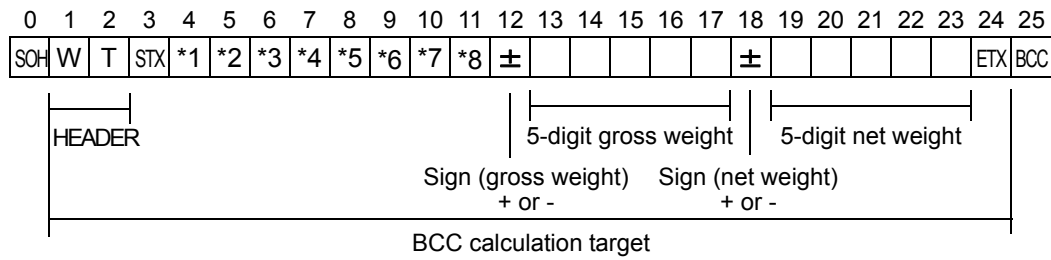 0 1 2 3 4 5 6 7 8 9 10 11 12 13 14 15 16 17 18 19 20 21 22 23 24 25
SOH W T STX *1 *2 *3 *4 *5 *6 *7 *8 ± ± ETX BCC
HEADER 5-digit gross weight 5-digit net weight
Sign (gross weight) Sign (net weight)
+ or - + or -
BCC calculation target